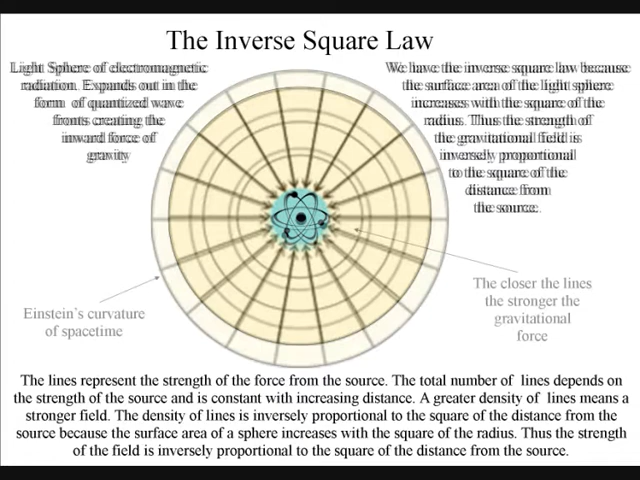 The Inverse Square Law
Light Sphere of electromagnetic
radiation. Expands out in the
form of quantized wave
fronts creating the
inward force of
gravity
We have the inverse square law because
the surface area of the light sphere
increases with the square of the
radius. Thus the strength of
the gravitational field is
inversely proportional
to the square of the
distance from
the source.
Einstein's curvature
of spacetime
The closer the lines
the stronger the
gravitational
force
The lines represent the strength of the force from the source. The total number of lines depends on
the strength of the source and is constant with increasing distance. A greater density of lines means a
stronger field. The density of lines is inversely proportional to the square of the distance from the
source because the surface area of a sphere increases with the square of the radius. Thus the strength
of the field is inversely proportional to the square of the distance from the source.